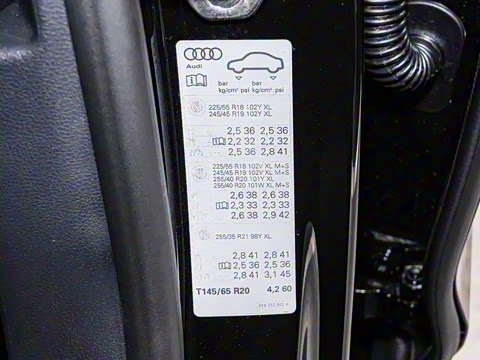 Audi
bar bar
kg/cm² psi kg/cm² psi
225/55 R18 102Y XL
245/45 R19 102Y XL
2,5 36 2,5 36
2,2 32 2,2 32
2,5 36 2,8 41
225/55 R18 102V XL M+S
245/45 R19 102V XL M+S
255/40 R20 101Y XL
255/40 R20 101W XL M+S
2,6 38 2,6 38
2,3 33 2,3 33
2,6 38 2,9 42
255/35 R21 98Y XL
2,8 41 2,8 41
2,5 36 2,5 36
2,8 41 3,1 45
T145/65 R20 4,2 60